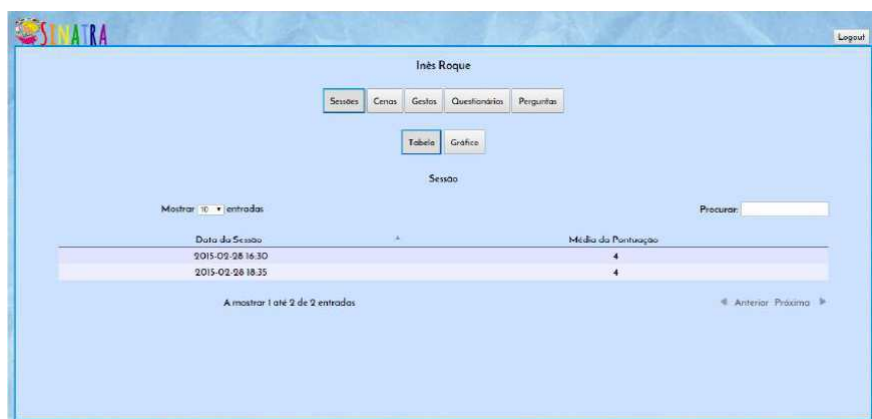 SINATRA
Logout
Inês Roque
Sessões Cenas Gestos Questionários Perguntas
Tabela Gráfico
Sessão
Mostrar 10 entradas Procurar:
Data da Sessão Média da Pontuação
2015-02-28 16:30 4
2015-02-28 18:35 4
A mostrar 1 até 2 de 2 entradas Anterior Próximo